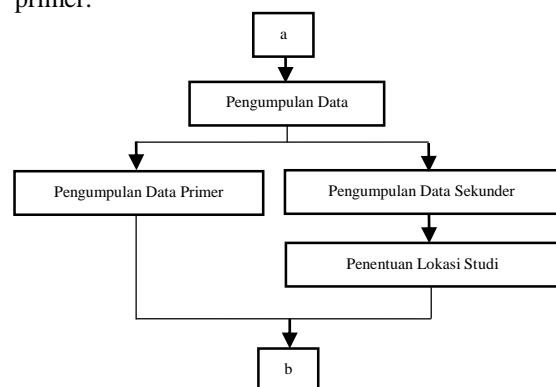 primer.
a
Pengumpulan Data
Pengumpulan Data Primer
Pengumpulan Data Sekunder
Penentuan Lokasi Studi
b